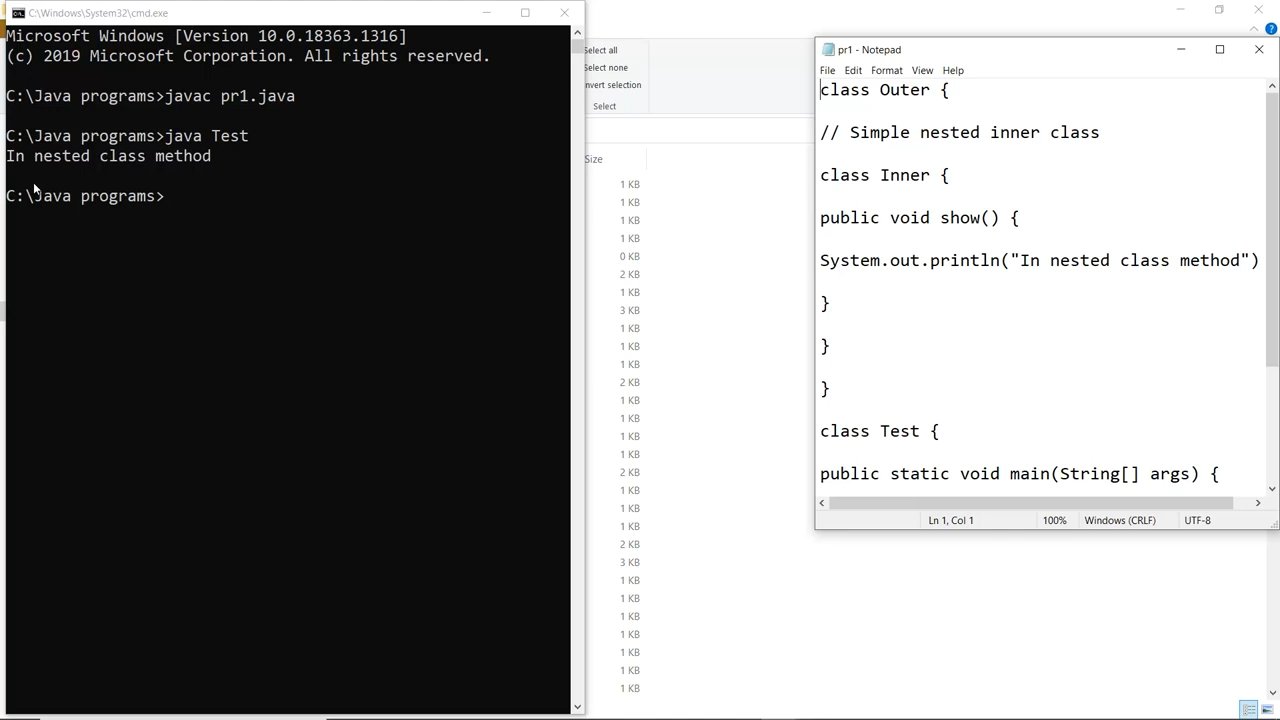 C:\Windows\System32\cmd.exe
Microsoft Windows [Version 10.0.18363.1316]
(c) 2019 Microsoft Corporation. All rights reserved.
C:\Java programs>javac pr1.java
C:\Java programs>java Test
In nested class method
C:\Java programs>
Select all
Select none
nvert selection
Select
Size
1 KB
1 KB
1 KB
1 KB
0 KB
2 KB
1 KB
3 KB
1 KB
1 KB
1 KB
2 KB
1 KB
1 KB
1 KB
1 KB
2 KB
1 KB
1 KB
1 KB
2 KB
3 KB
1 KB
1 KB
1 KB
1 KB
1 KB
1 KB
1 KB
pr1 - Notepad
File Edit Format View Help
class Outer {
// Simple nested inner class
class Inner {
public void show() {
System.out.println("In nested class method")
}
}
}
class Test {
public static void main(String[] args) {
Ln 1, Col 1 100% Windows (CRLF) UTF-8